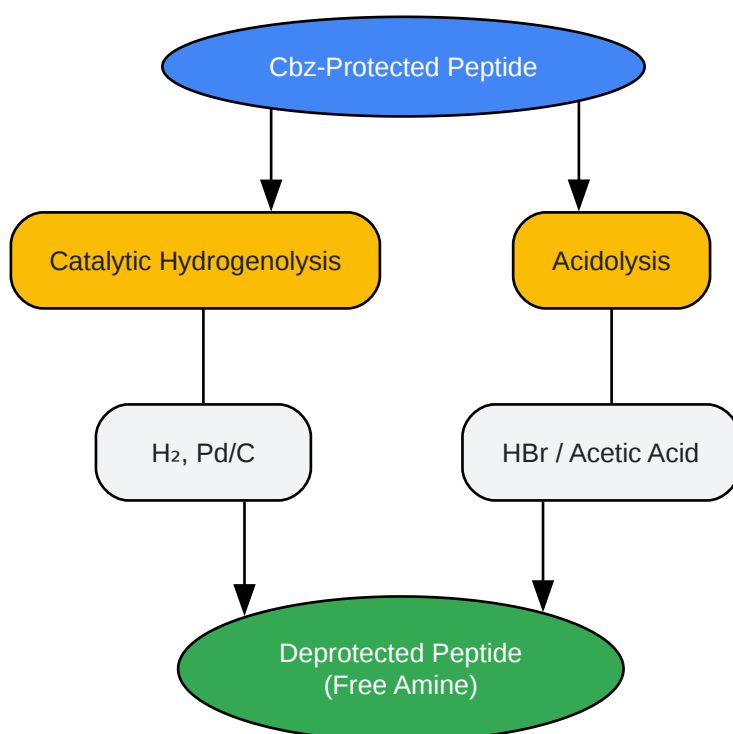 Cbz-Protected Peptide
Catalytic Hydrogenolysis
Acidolysis
H₂, Pd/C
HBr / Acetic Acid
Deprotected Peptide
(Free Amine)